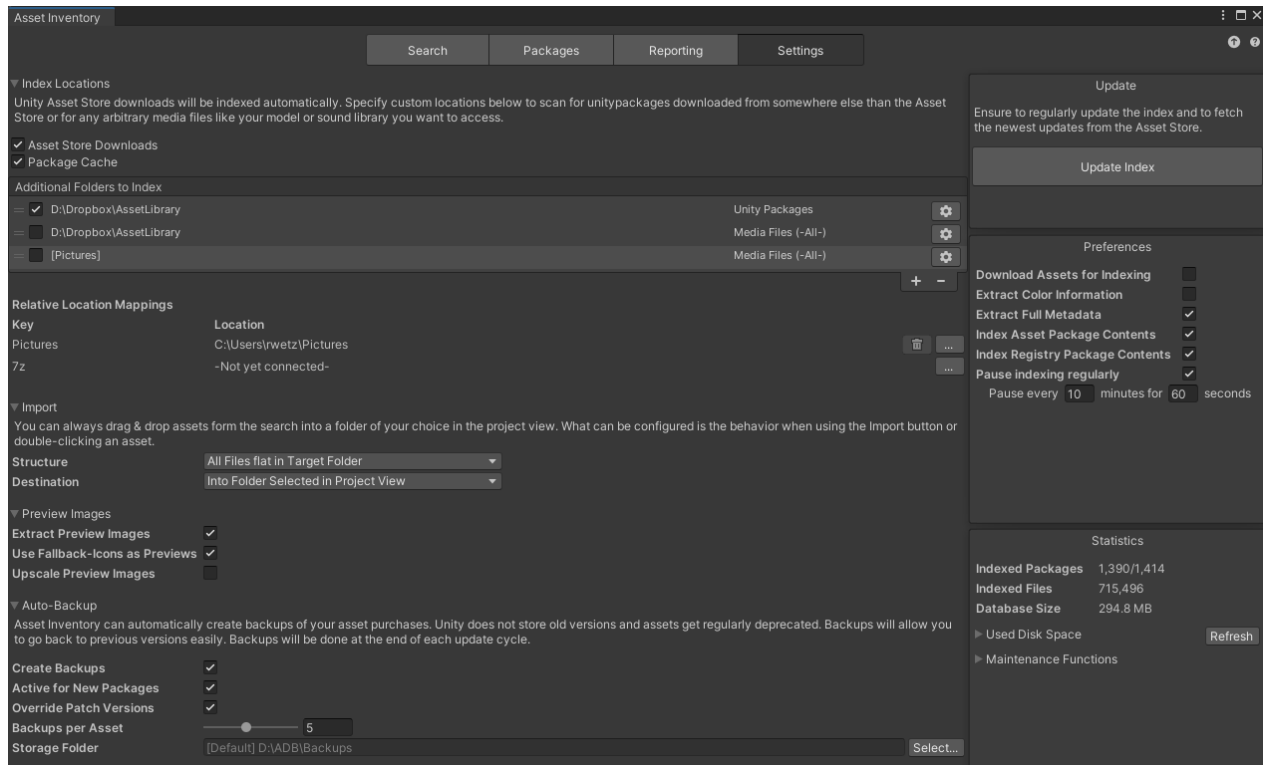 Asset Inventory
Search
Packages
Reporting
Settings
Index Locations
Unity Asset Store downloads will be indexed automatically. Specify custom locations below to scan for unitypackages downloaded from somewhere else than the Asset
Store or for any arbitrary media files like your model or sound library you want to access.
Asset Store Downloads
Package Cache
Additional Folders to Index
D:\Dropbox\AssetLibrary Unity Packages
D:\Dropbox\AssetLibrary Media Files (-All-)
[Pictures] Media Files (-All-)
+ -
Relative Location Mappings
Key Location
Pictures C:\Users\rwetz\Pictures ...
7z -Not yet connected- ...
Import
You can always drag & drop assets form the search into a folder of your choice in the project view. What can be configured is the behavior when using the Import button or
double-clicking an asset.
Structure All Files flat in Target Folder
Destination Into Folder Selected in Project View
Preview Images
Extract Preview Images
Use Fallback-Icons as Previews
Upscale Preview Images
Auto-Backup
Asset Inventory can automatically create backups of your asset purchases. Unity does not store old versions and assets get regularly deprecated. Backups will allow you
to go back to previous versions easily. Backups will be done at the end of each update cycle.
Create Backups
Active for New Packages
Override Patch Versions
Backups per Asset 5
Storage Folder [Default] D:\ADB\Backups Select...
Update
Ensure to regularly update the index and to fetch
the newest updates from the Asset Store.
Update Index
Preferences
Download Assets for Indexing
Extract Color Information
Extract Full Metadata
Index Asset Package Contents
Index Registry Package Contents
Pause indexing regularly
Pause every 10 minutes for 60 seconds
Statistics
Indexed Packages 1,390/1,414
Indexed Files 715,496
Database Size 294.8 MB
Used Disk Space Refresh
Maintenance Functions